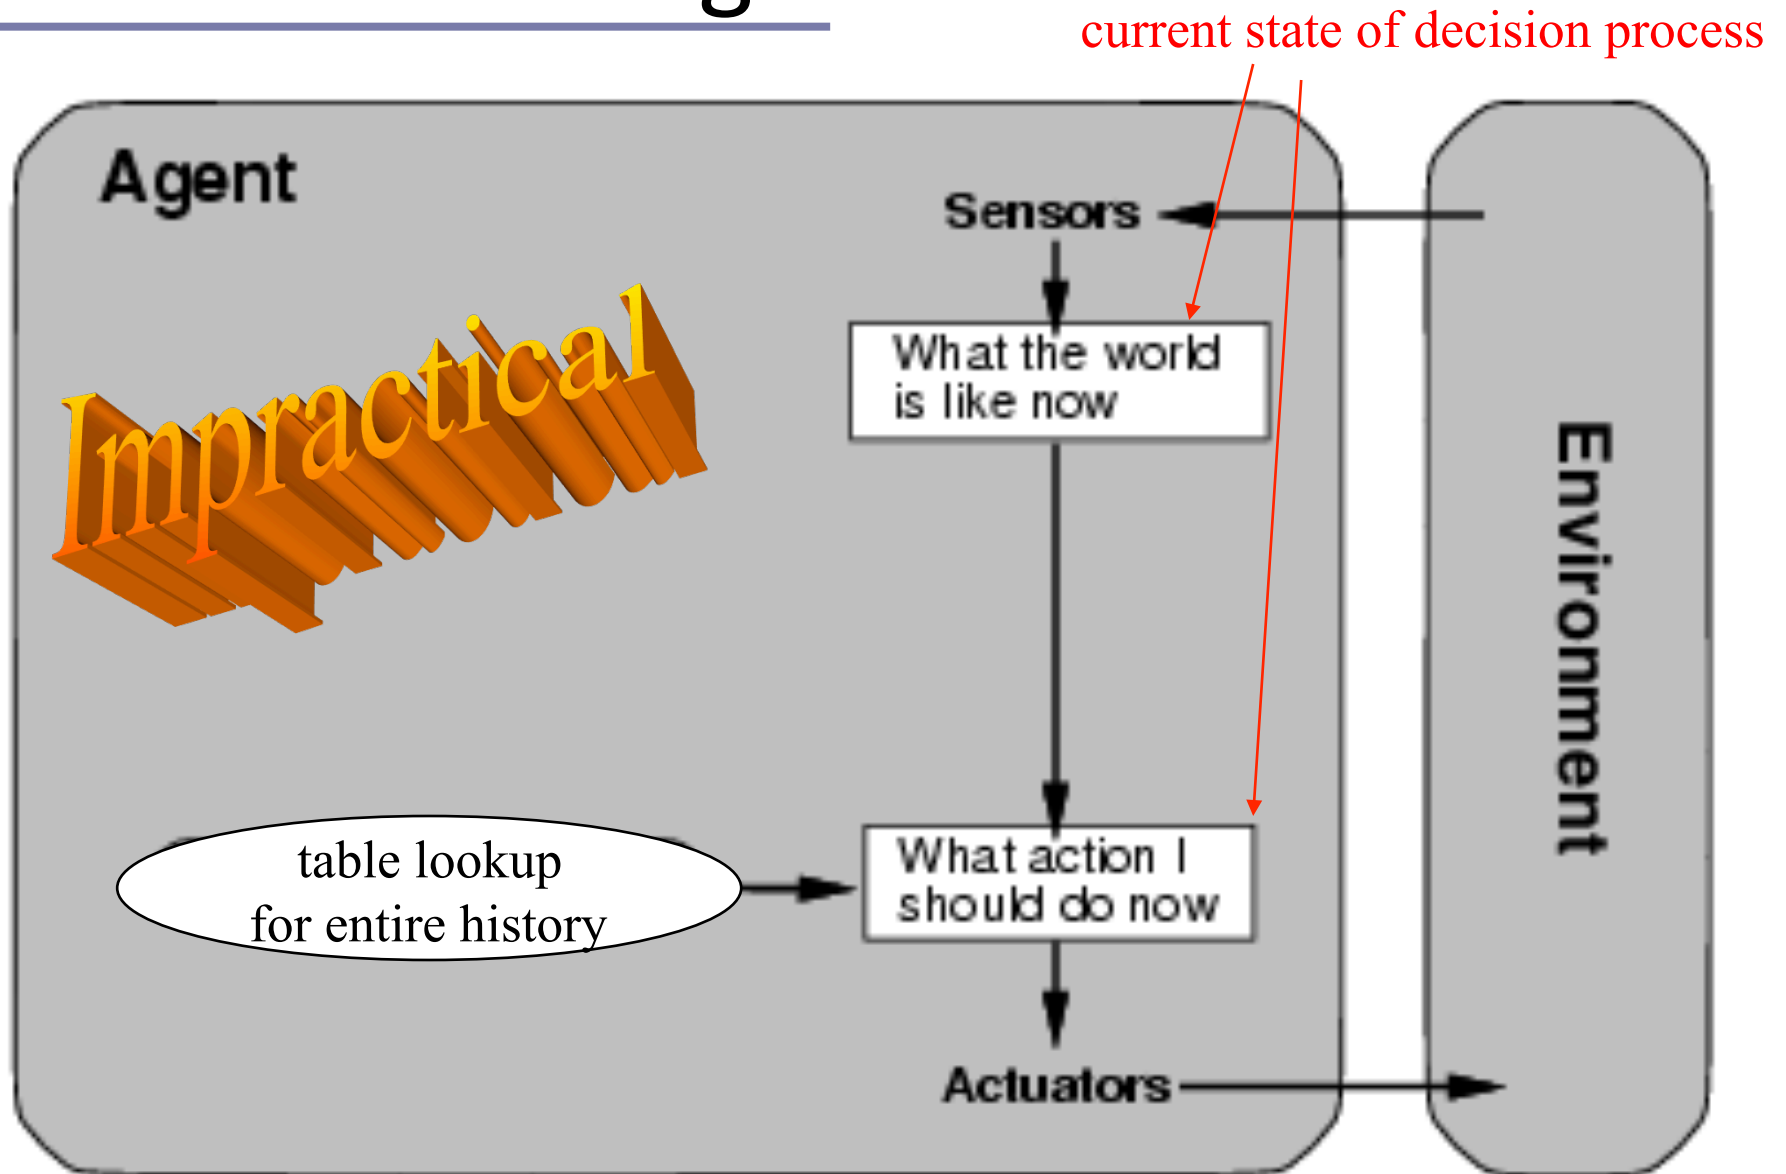 current state of decision process
Agent
Sensors
Impractical
What the world
is like now
Environment
table lookup
for entire history
What action I
should do now
Actuators